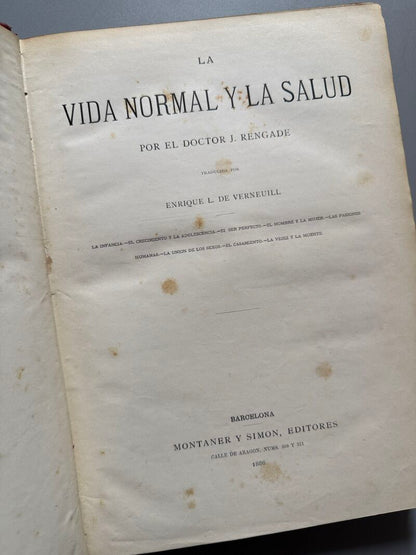 LA
VIDA NORMAL Y LA SALUD
POR EL DOCTOR J. RENGADE
TRADUCIDA POR
ENRIQUE L. DE VERNEUILL
LA INFANCIA.—EL CRECIMIENTO Y LA ADOLESCENCIA.—EL SER PERFECTO.—EL HOMBRE Y LA MUJER.—LAS PASIONES
HUMANAS.—LA UNION DE LOS SEXOS.—EL CASAMIENTO.—LA VEJEZ Y LA MUERTE
BARCELONA
MONTANER Y SIMON, EDITORES
CALLE DE ARAGON, NUMS. 309 Y 311
1886